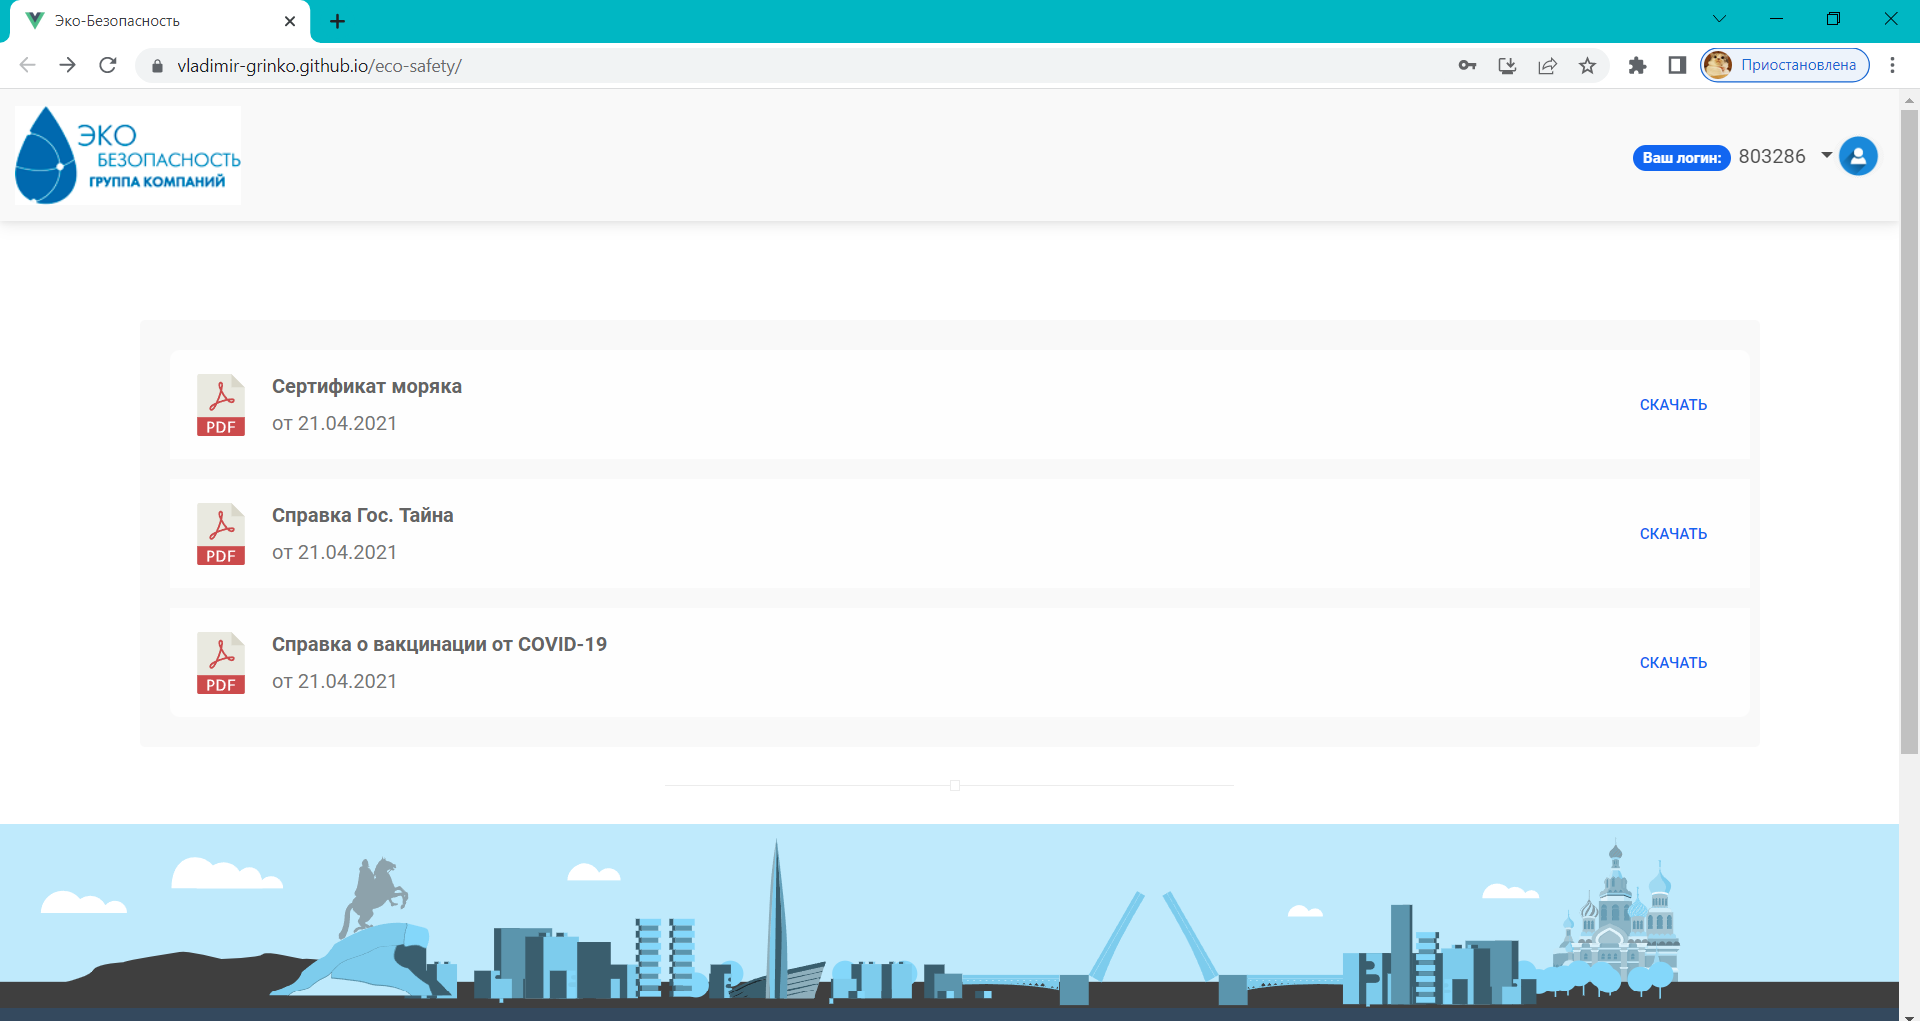 Эко-Безопасность
vladimir-grinko.github.io/eco-safety/
Приостановлена
ЭКО
БЕЗОПАСНОСТЬ
ГРУППА КОМПАНИЙ
Ваш логин: 803286
Сертификат моряка
от 21.04.2021
PDF
СКАЧАТЬ
Справка Гос. Тайна
от 21.04.2021
PDF
СКАЧАТЬ
Справка о вакцинации от COVID-19
от 21.04.2021
PDF
СКАЧАТЬ